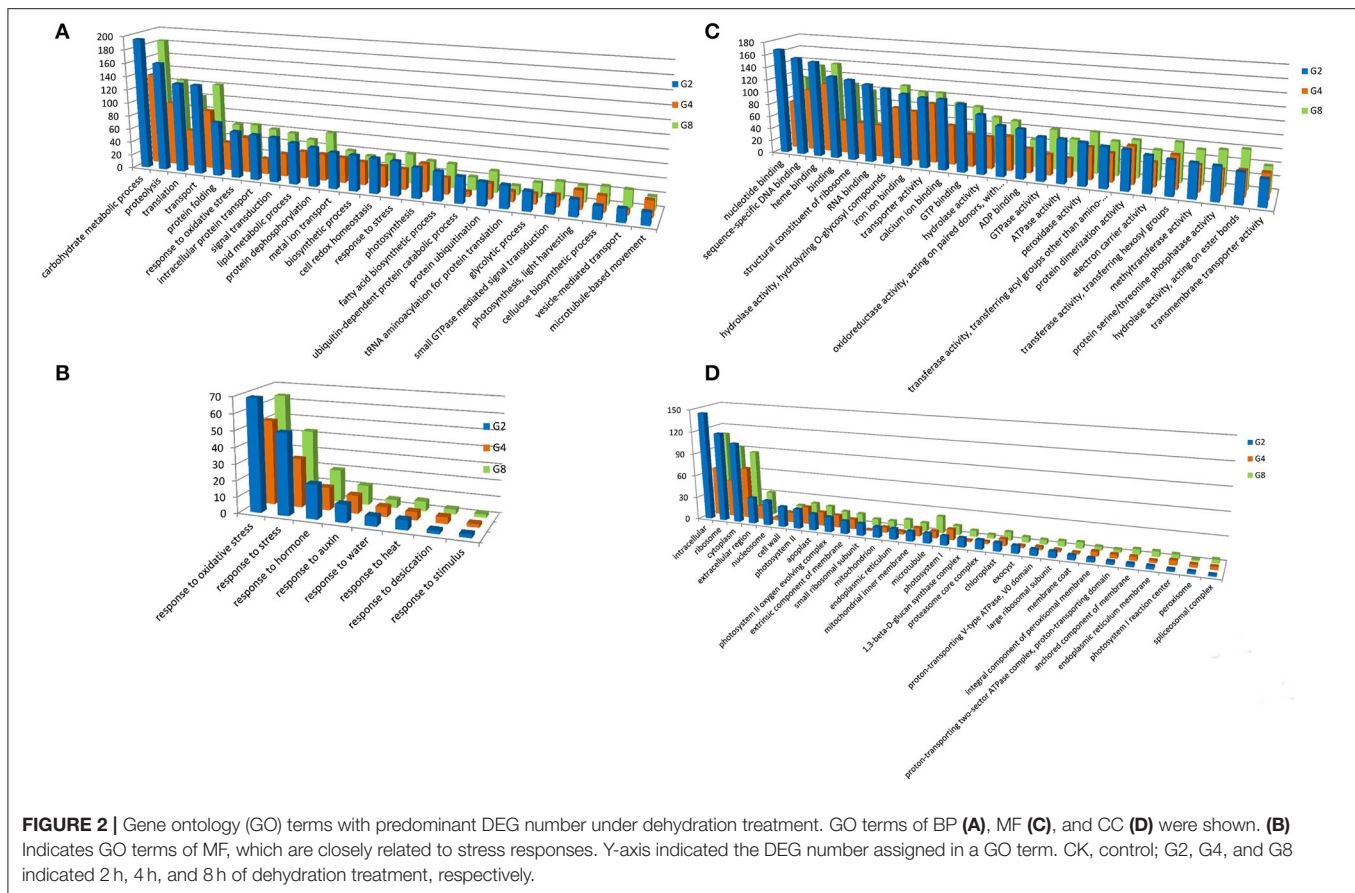 A
200
180
160
140
120
100
80
60
40
20
0
G2
G4
G8
carbohydrate metabolic process
proteolysis
translation
transport
protein folding
response to oxidative stress
intracellular protein transport
signal transduction
lipid metabolic process
protein dephosphorylation
metal ion transport
biosynthetic process
cell redox homeostasis
response to stress
photosynthesis
fatty acid biosynthetic process
ubiquitin-dependent protein catabolic process
protein ubiquitination
tRNA aminoacylation for protein translation
glycolytic process
small GTPase mediated signal transduction
photosynthesis, light harvesting
cellulose biosynthetic process
vesicle-mediated transport
microtubule-based movement
C
180
160
140
120
100
80
60
40
20
0
G2
G4
G8
nucleotide binding
sequence-specific DNA binding
heme binding
binding
structural constituent of ribosome
RNA binding
hydrolase activity, hydrolyzing O-glycosyl compounds
iron ion binding
transporter activity
calcium ion binding
GTP binding
hydrolase activity
oxidoreductase activity, acting on paired donors, with...
ADP binding
GTPase activity
ATPase activity
peroxidase activity
transferase activity, transferring acyl groups other than amino-...
protein dimerization activity
electron carrier activity
transferase activity, transferring hexosyl groups
methyltransferase activity
protein serine/threonine phosphatase activity
hydrolase activity, acting on ester bonds
transmembrane transporter activity
B
70
60
50
40
30
20
10
0
G2
G4
G8
response to oxidative stress
response to stress
response to hormone
response to auxin
response to water
response to heat
response to desiccation
response to stimulus
D
150
120
90
60
30
0
G2
G4
G8
intracellular
ribosome
cytoplasm
extracellular region
nucleosome
cell wall
photosystem II
apoplast
photosystem II oxygen evolving complex
extrinsic component of membrane
small ribosomal subunit
mitochondrion
endoplasmic reticulum
mitochondrial inner membrane
microtubule
photosystem I
1,3-beta-D-glucan synthase complex
proteasome core complex
chloroplast
exocyst
proton-transporting V-type ATPase, V0 domain
large ribosomal subunit
membrane coat
integral component of peroxisomal membrane
proton-transporting two-sector ATPase complex, proton-transporting domain
anchored component of membrane
endoplasmic reticulum membrane
photosystem I reaction center
peroxisome
spliceosomal complex
FIGURE 2 | Gene ontology (GO) terms with predominant DEG number under dehydration treatment. GO terms of BP (A), MF (C), and CC (D) were shown. (B)
Indicates GO terms of MF, which are closely related to stress responses. Y-axis indicated the DEG number assigned in a GO term. CK, control; G2, G4, and G8
indicated 2 h, 4 h, and 8 h of dehydration treatment, respectively.